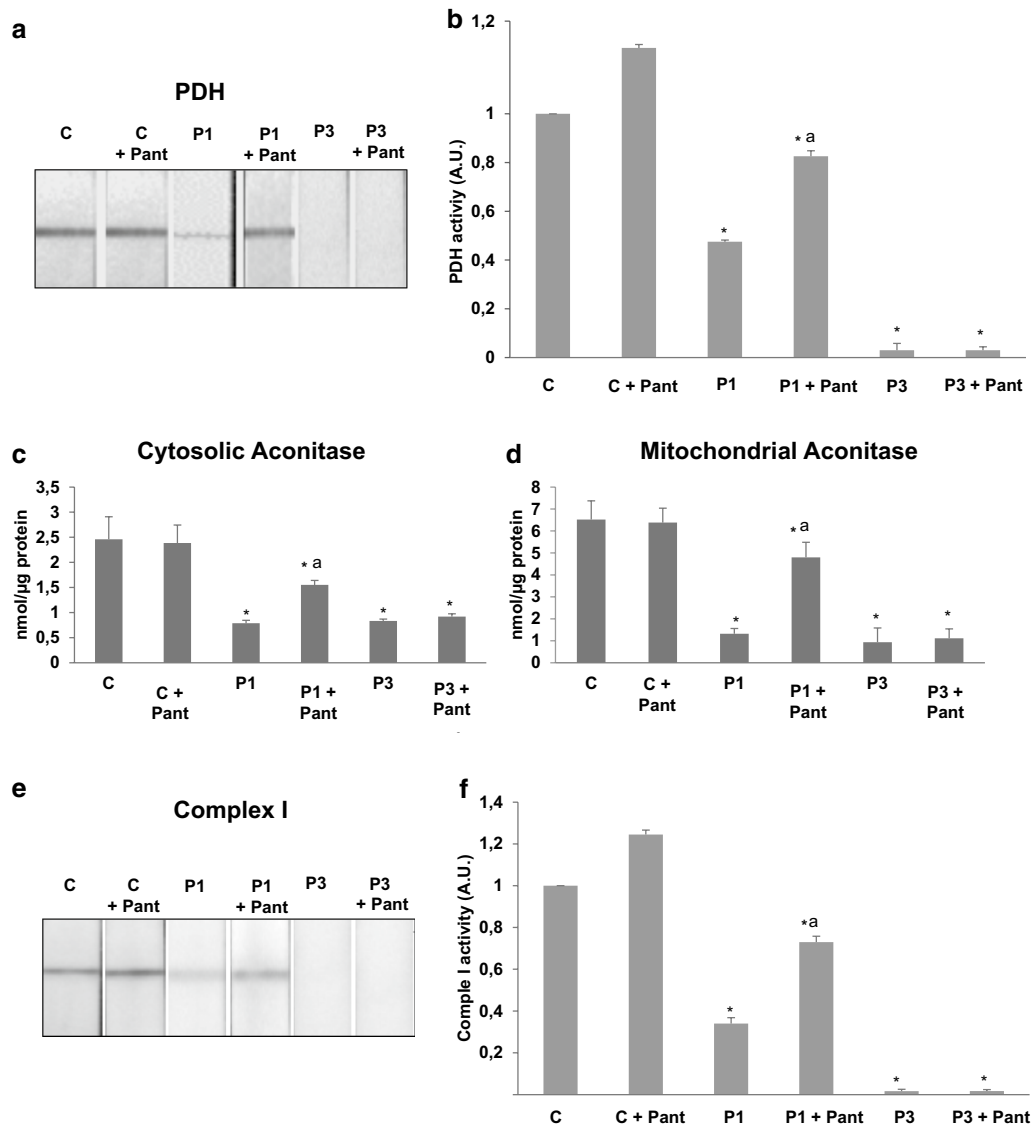 a
PDH
C
C + Pant
P1
P1 + Pant
P3
P3 + Pant
b
1,2
1
0,8
0,6
0,4
0,2
0
PDH activiy (A.U.)
*
* a
*
*
C
C + Pant
P1
P1 + Pant
P3
P3 + Pant
c
Cytosolic Aconitase
3,5
3
2,5
2
1,5
1
0,5
0
nmol/µg protein
*
* a
*
*
C
C + Pant
P1
P1 + Pant
P3
P3 + Pant
d
Mitochondrial Aconitase
8
7
6
5
4
3
2
1
0
nmol/µg protein
*
* a
*
*
C
C + Pant
P1
P1 + Pant
P3
P3 + Pant
e
Complex I
C
C + Pant
P1
P1 + Pant
P3
P3 + Pant
f
1,4
1,2
1
0,8
0,6
0,4
0,2
Comple I activity (A.U.)
*
*a
*
*
C
C + Pant
P1
P1 + Pant
P3
P3 + Pant